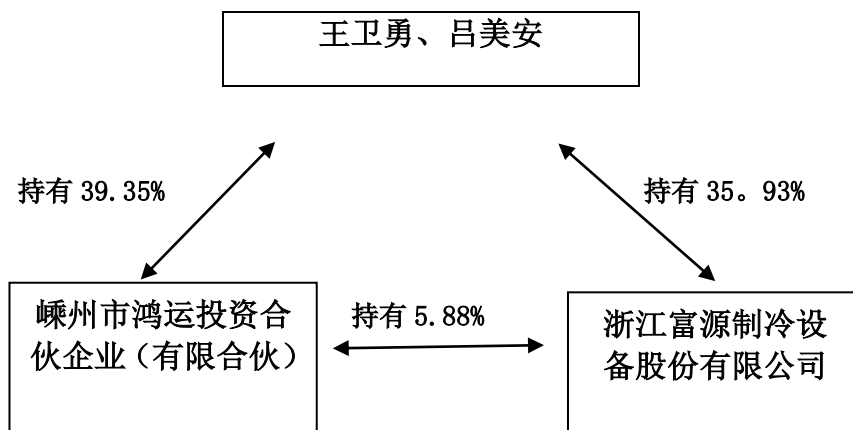 王卫勇、吕美安
持有 39.35%
持有 35。93%
嵊州市鸿运投资合
伙企业（有限合伙）
持有 5.88%
浙江富源制冷设
备股份有限公司